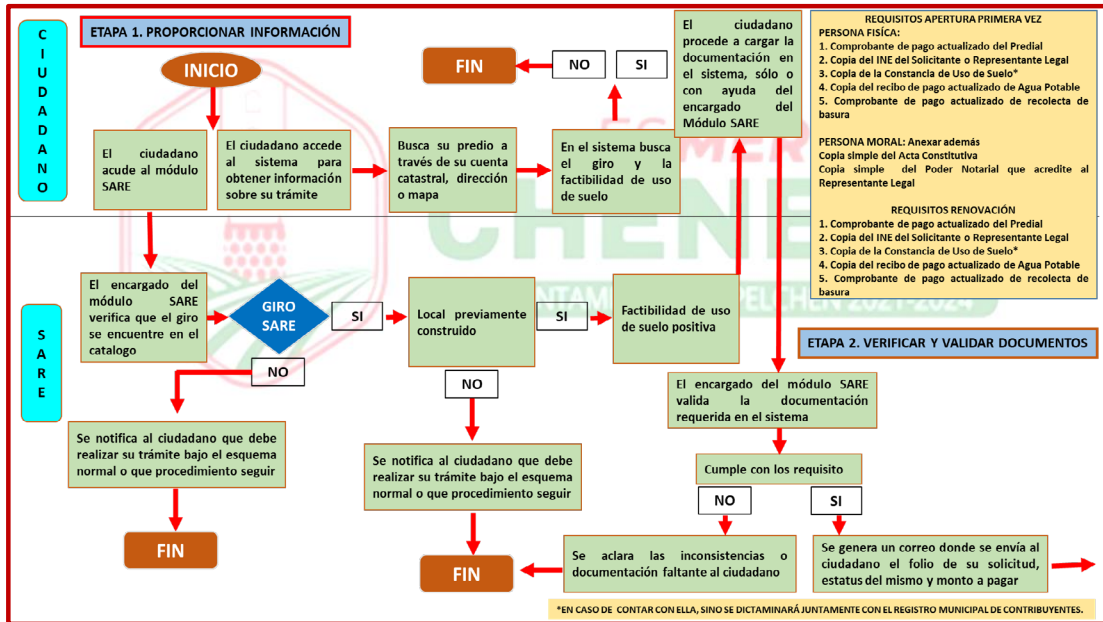 CIUDADANO
ETAPA 1. PROPORCIONAR INFORMACIÓN
INICIO
El ciudadano
acude al módulo
SARE
El ciudadano accede
al sistema para
obtener información
sobre su trámite
Busca su predio a
través de su cuenta
catastral, dirección
o mapa
En el sistema busca
el giro y la
factibilidad de uso
de suelo
FIN
NO
SI
El ciudadano
procede a cargar la
documentación en
el sistema, sólo o
con ayuda del
encargado del
Módulo SARE
REQUISITOS APERTURA PRIMERA VEZ
PERSONA FISÍCA:
1. Comprobante de pago actualizado del Predial
2. Copia del INE del Solicitante o Representante Legal
3. Copia de la Constancia de Uso de Suelo*
4. Copia del recibo de pago actualizado de Agua Potable
5. Comprobante de pago actualizado de recolecta de
basura
PERSONA MORAL: Anexar además
Copia simple del Acta Constitutiva
Copia simple del Poder Notarial que acredite al
Representante Legal
REQUISITOS RENOVACIÓN
1. Comprobante de pago actualizado del Predial
2. Copia del INE del Solicitante o Representante Legal
3. Copia de la Constancia de Uso de Suelo*
4. Copia del recibo de pago actualizado de Agua Potable
5. Comprobante de pago actualizado de recolecta de
basura
SARE
El encargado del
módulo SARE
verifica que el giro
se encuentre en el
catalogo
GIRO
SARE
SI
Local previamente
construido
SI
Factibilidad de uso
de suelo positiva
NO
NO
Se notifica al ciudadano que debe
realizar su trámite bajo el esquema
normal o que procedimiento seguir
FIN
Se notifica al ciudadano que debe
realizar su trámite bajo el esquema
normal o que procedimiento seguir
FIN
ETAPA 2. VERIFICAR Y VALIDAR DOCUMENTOS
El encargado del módulo SARE
valida la documentación
requerida en el sistema
Cumple con los requisito
NO
SI
Se aclara las inconsistencias o
documentación faltante al ciudadano
Se genera un correo donde se envía al
ciudadano el folio de su solicitud,
estatus del mismo y monto a pagar
*EN CASO DE CONTAR CON ELLA, SINO SE DICTAMINARÁ JUNTAMENTE CON EL REGISTRO MUNICIPAL DE CONTRIBUYENTES.